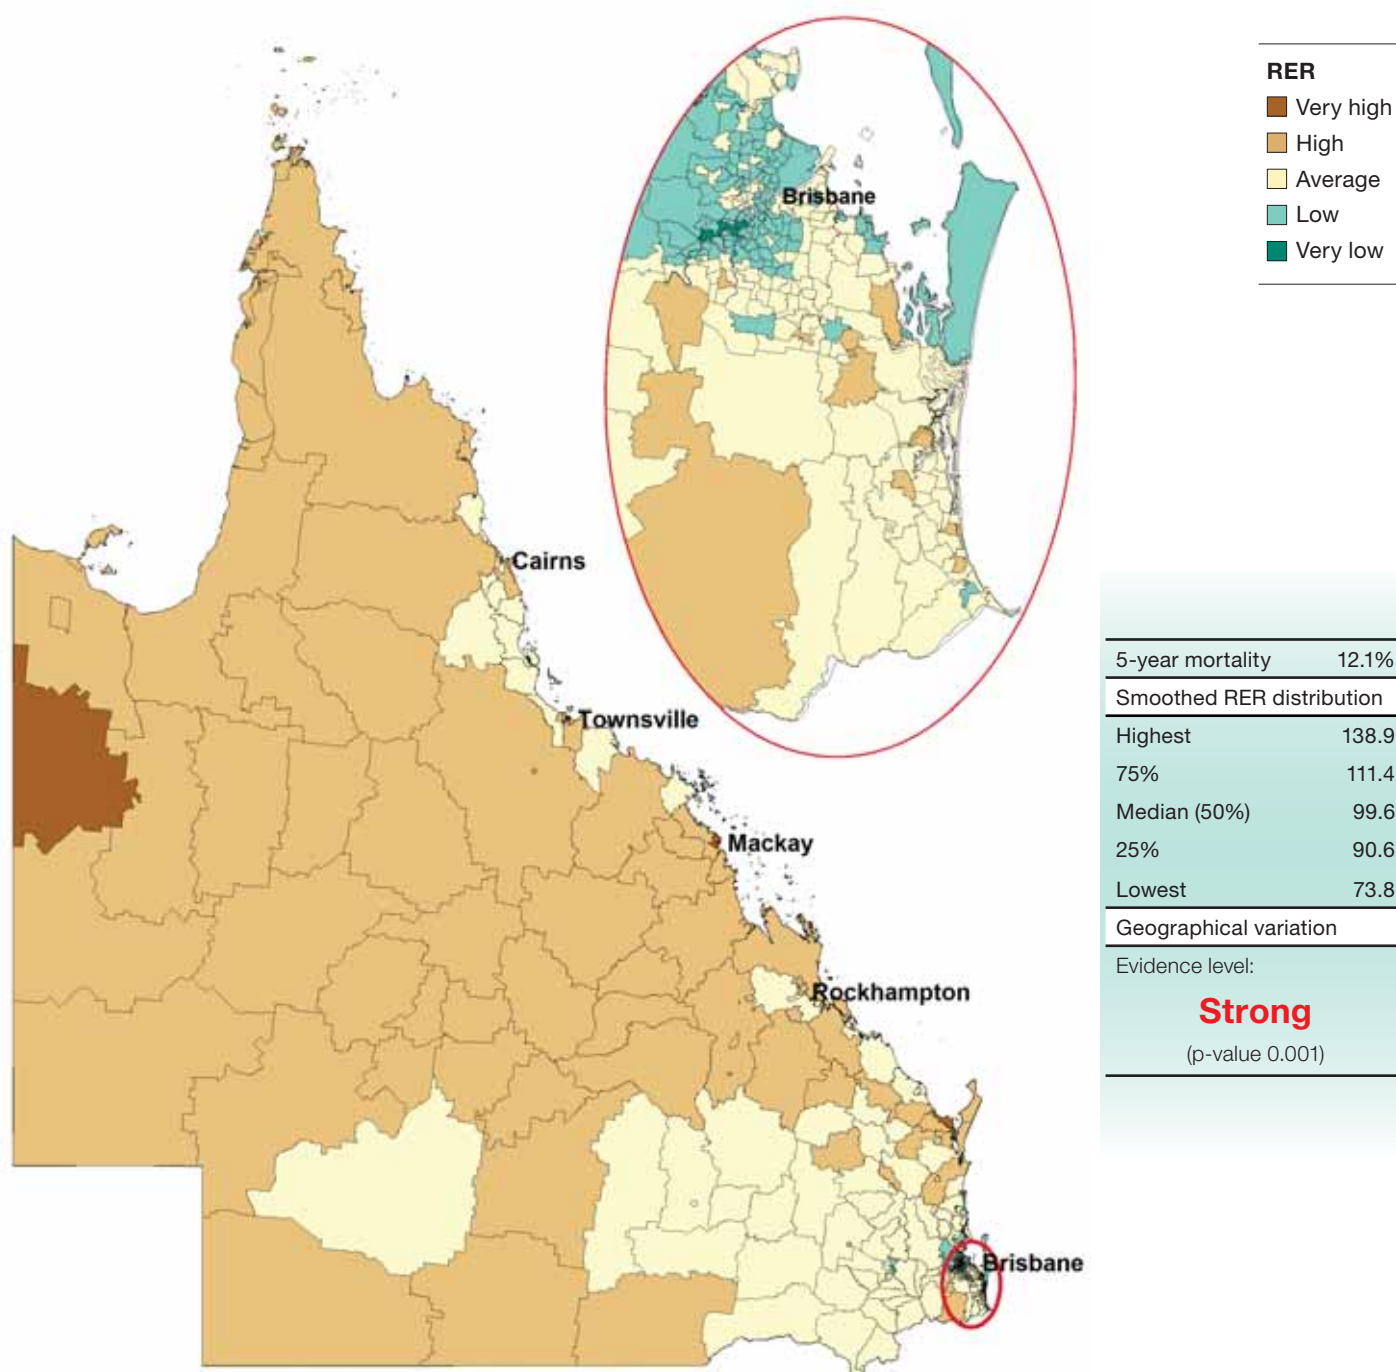 RER
Very high
High
Average
Low
Very low
Brisbane
Cairns
Townsville
Mackay
Rockhampton
Brisbane
5-year mortality 12.1%
Smoothed RER distribution
Highest 138.9
75% 111.4
Median (50%) 99.6
25% 90.6
Lowest 73.8
Geographical variation
Evidence level:
Strong
(p-value 0.001)